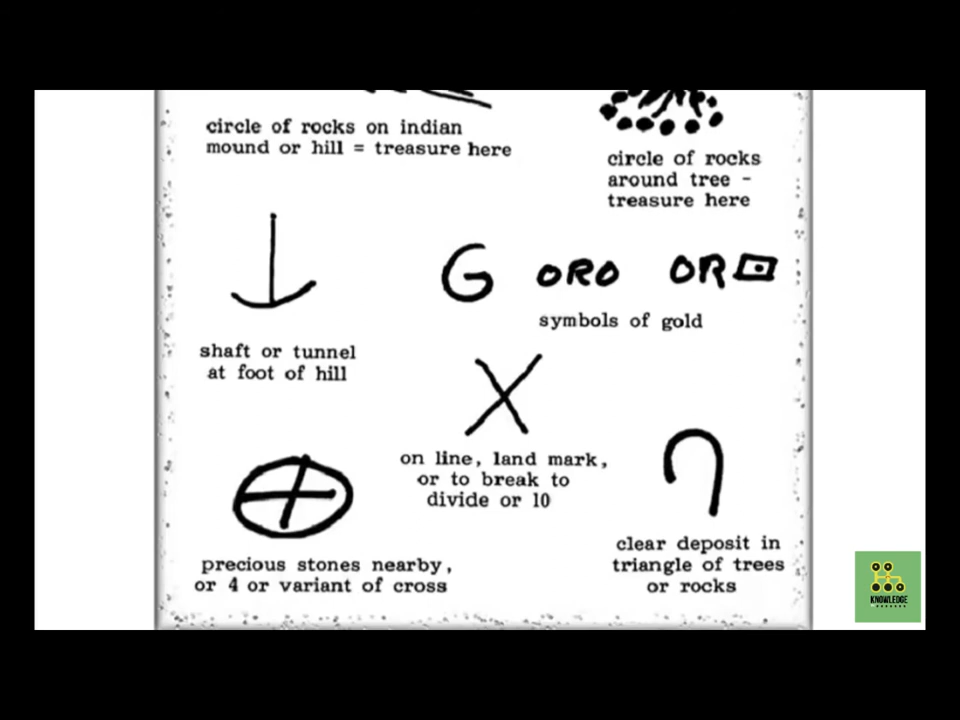 circle of rocks on indian
mound or hill = treasure here
circle of rocks
around tree -
treasure here
G ORO OR
symbols of gold
shaft or tunnel
at foot of hill
X
on line, land mark,
or to break to
divide or 10
precious stones nearby,
or 4 or variant of cross
clear deposit in
triangle of trees
or rocks
KNOWLEDGE